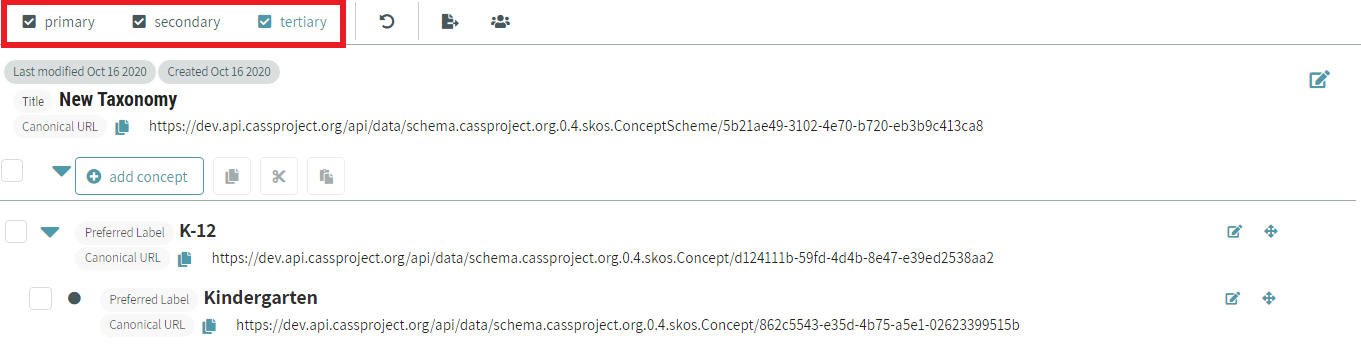 primary secondary tertiary
Last modified Oct 16 2020 Created Oct 16 2020
Title New Taxonomy
Canonical URL https://dev.api.cassproject.org/api/data/schema.cassproject.org.0.4.skos.ConceptScheme/5b21ae49-3102-4e70-b720-eb3b9c413ca8
add concept
Preferred Label K-12
Canonical URL https://dev.api.cassproject.org/api/data/schema.cassproject.org.0.4.skos.Concept/d124111b-59fd-4d4b-8e47-e39ed2538aa2
Preferred Label Kindergarten
Canonical URL https://dev.api.cassproject.org/api/data/schema.cassproject.org.0.4.skos.Concept/862c5543-e35d-4b75-a5e1-02623399515b